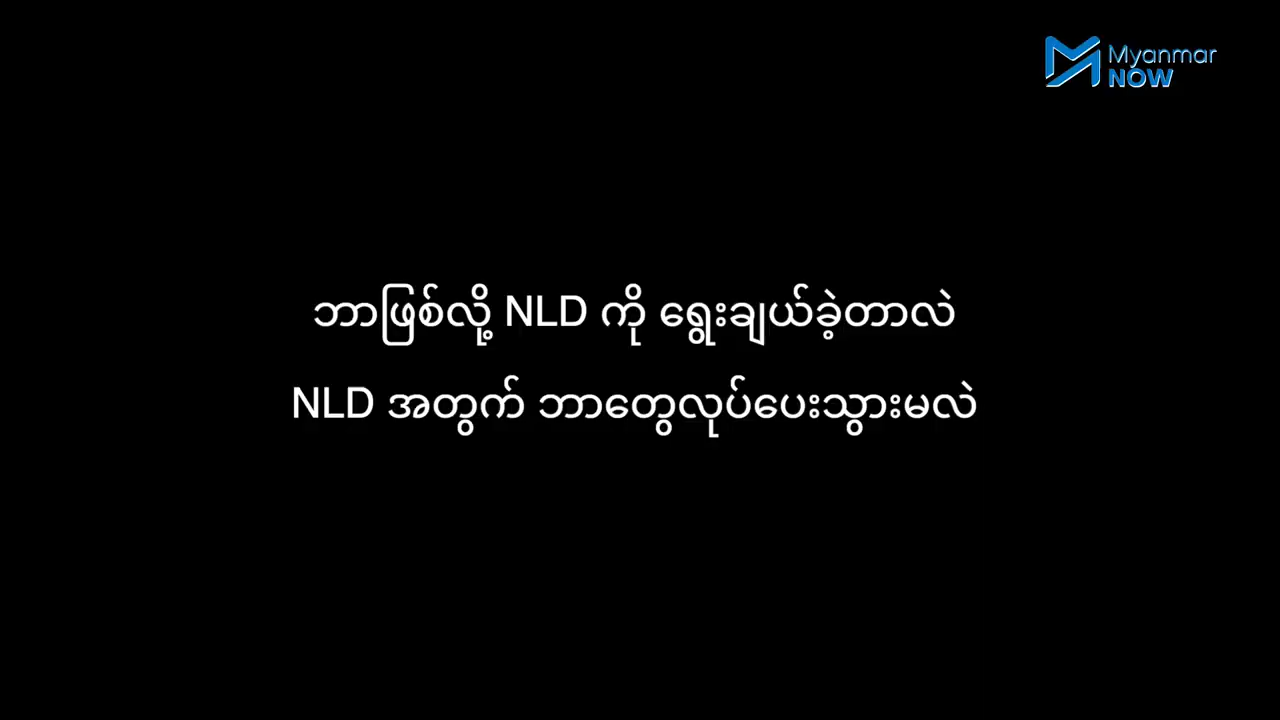 Myanmar
NOW
ဘာဖြစ်လို့ NLD ကို ရွေးချယ်ခဲ့တာလဲ
NLD အတွက် ဘာတွေလုပ်ပေးသွားမလဲ